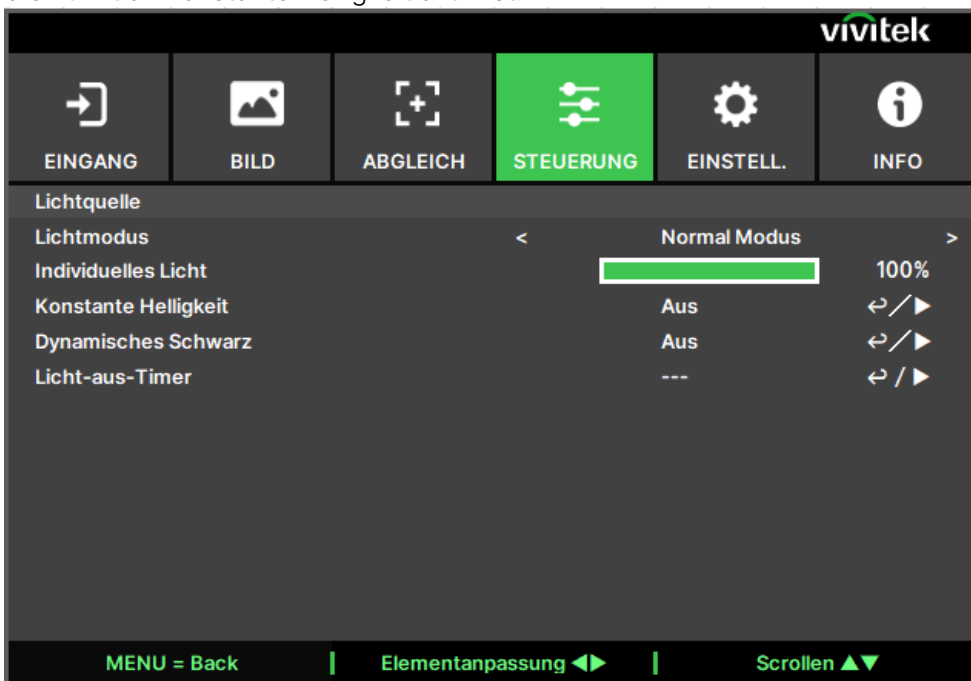 vivitek
EINGANG BILD ABGLEICH STEUERUNG EINSTELL. INFO
Lichtquelle
Lichtmodus < Normal Modus >
Individuelles Licht 100%
Konstante Helligkeit Aus ↩/▶
Dynamisches Schwarz Aus ↩/▶
Licht-aus-Timer --- ↩/▶
MENU = Back | Elementanpassung ◀▶ | Scrollen ▲▼